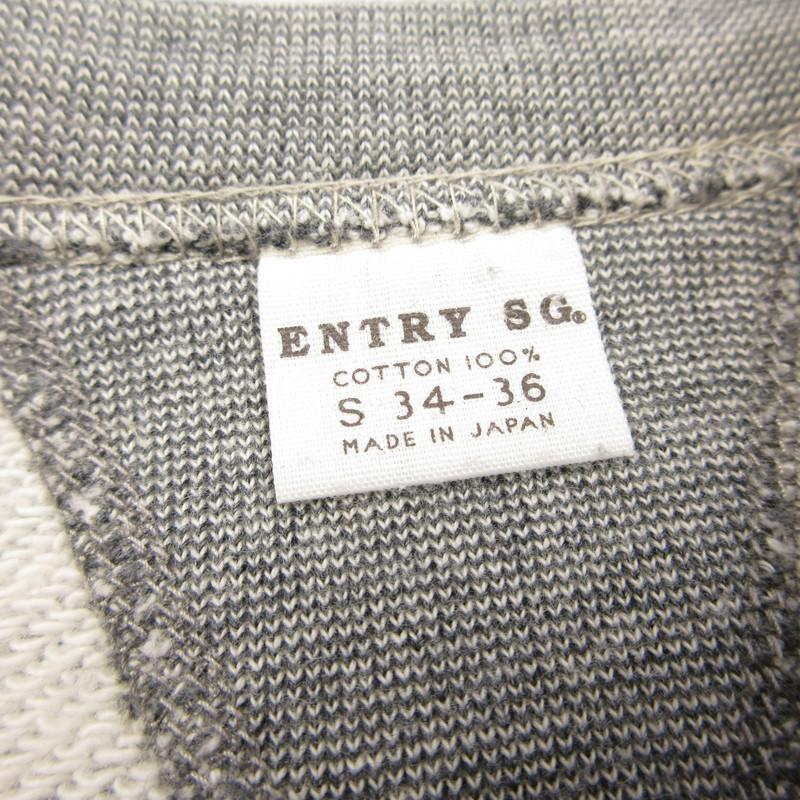 ENTRY SG®
COTTON 100%
S 34-36
MADE IN JAPAN